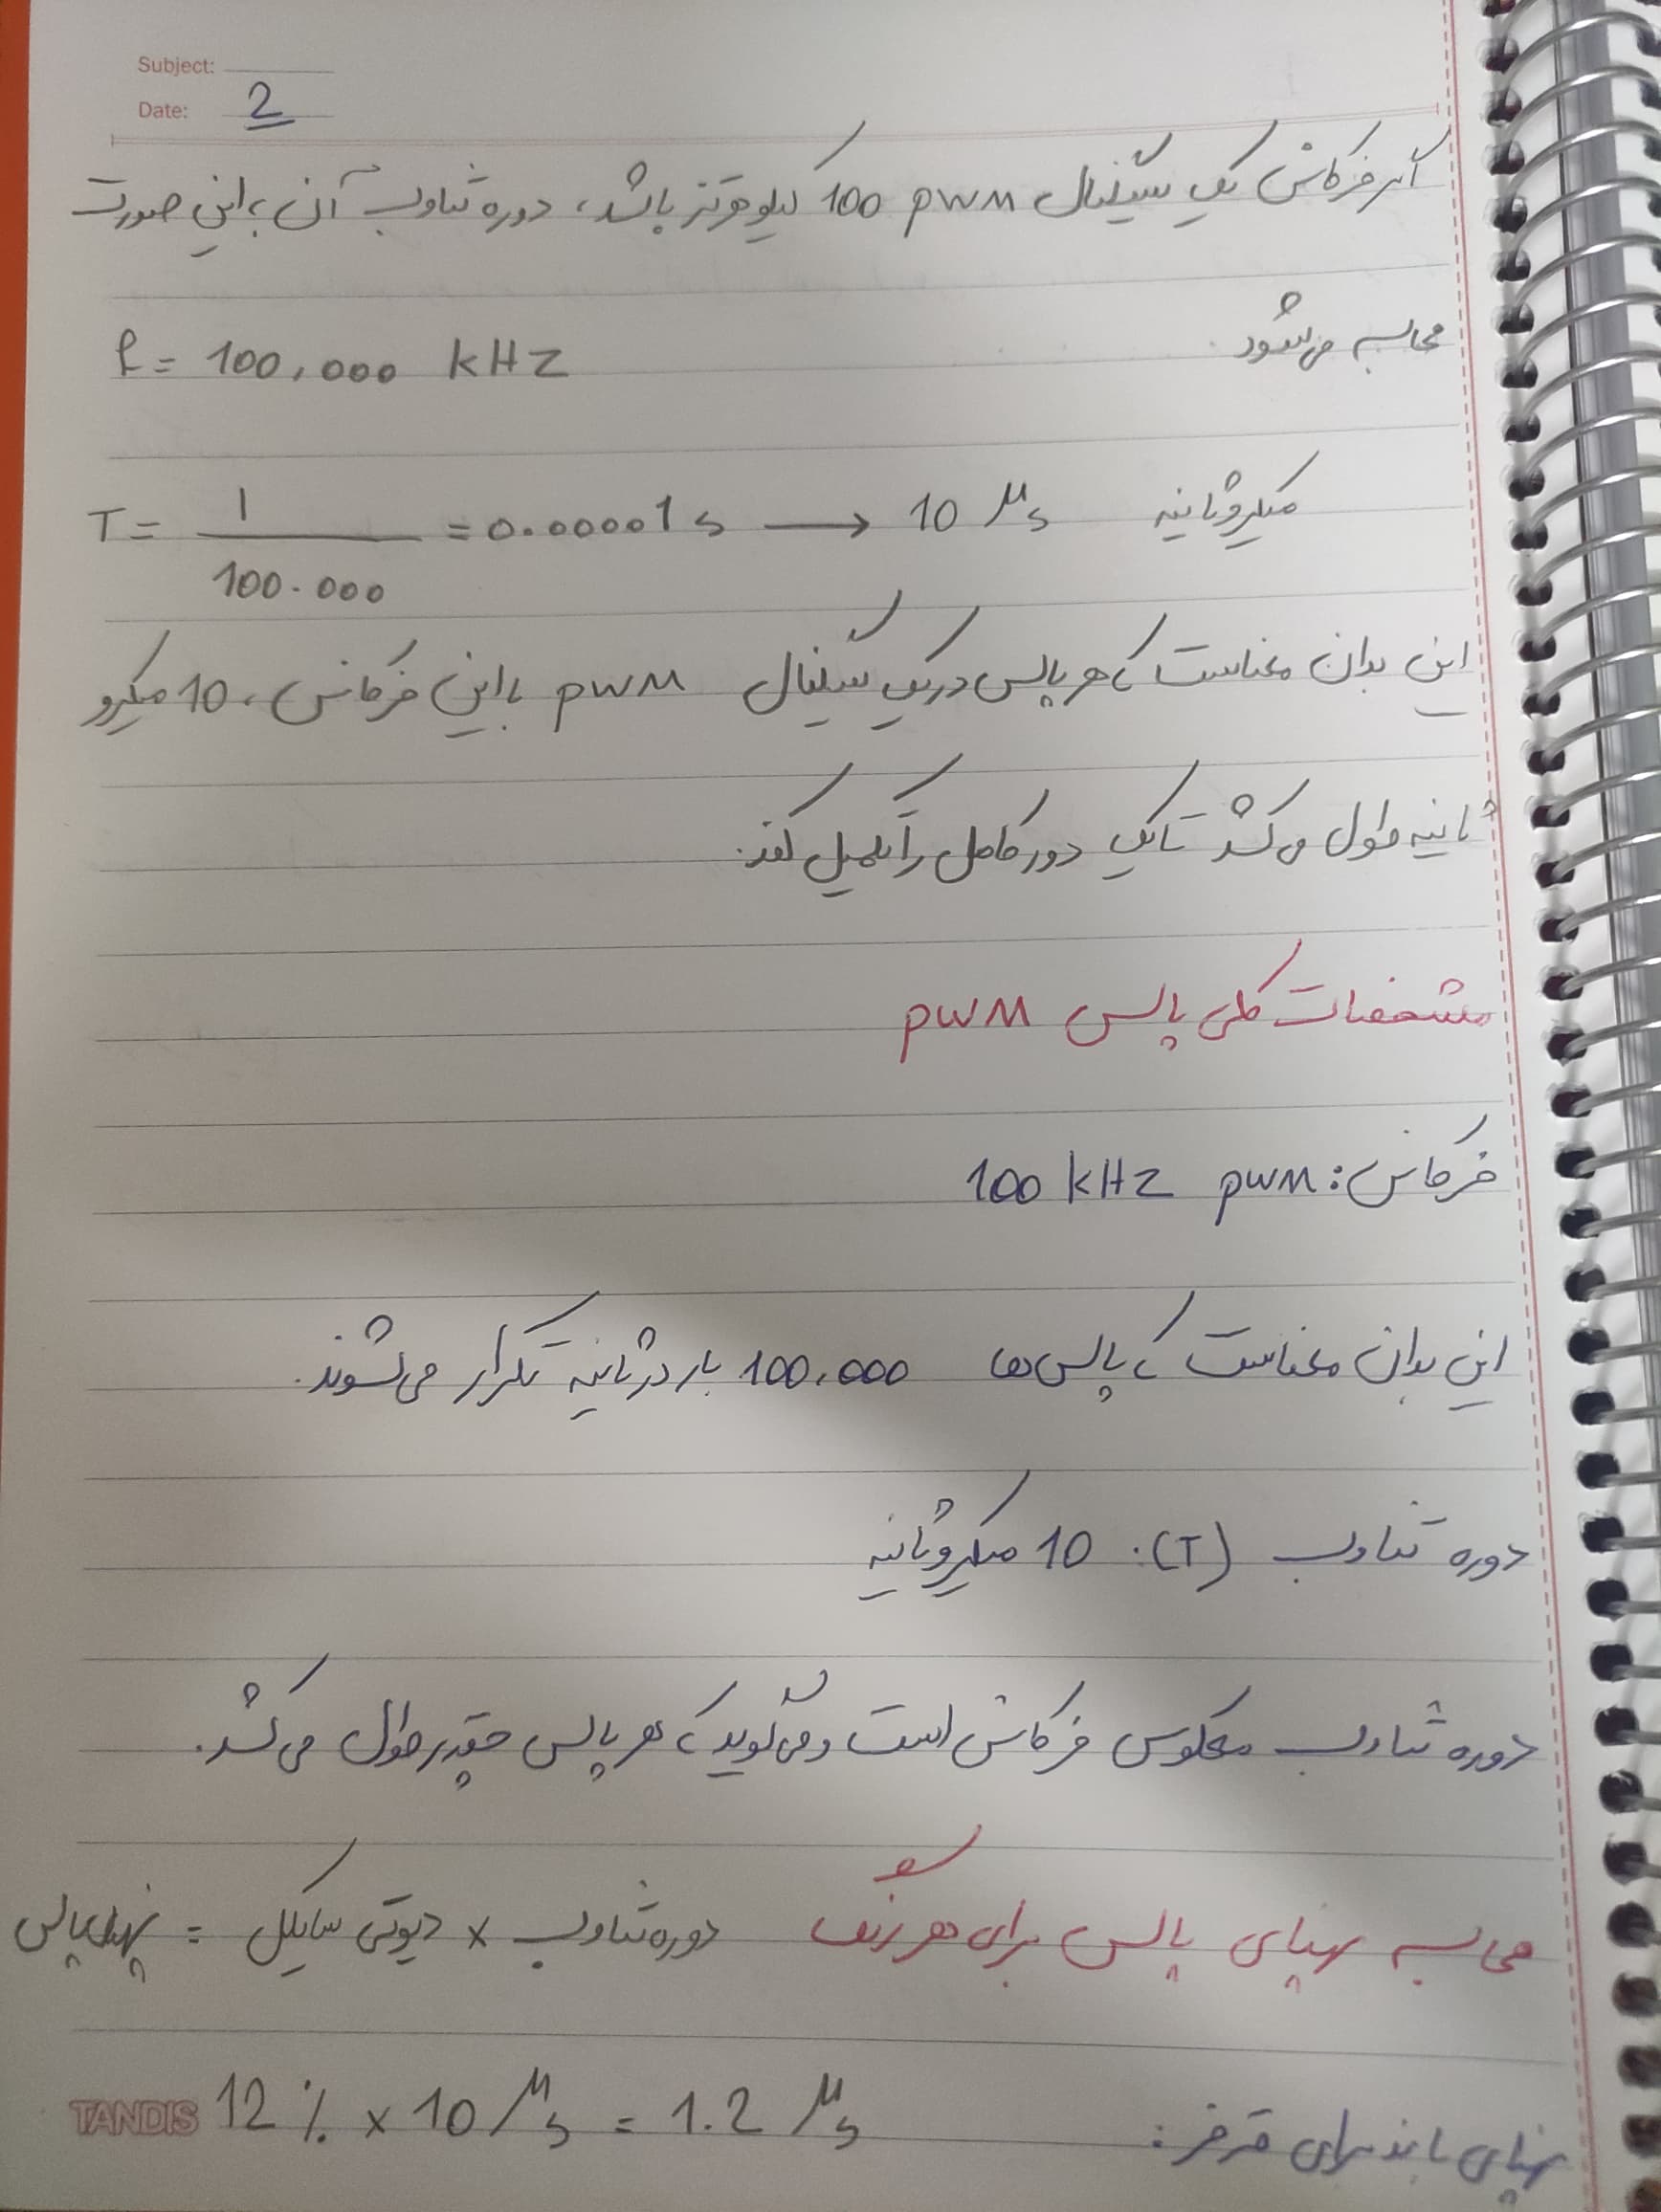 Subject:
Date: 2
اگر فرکانس یک سیگنال pwm 100 کیلوهرتز باشد، دوره تناوب آن به این صورت
محاسبه می‌شود.
f = 100,000 kHz
T = 1 / 100.000 = 0.00001 s → 10 μs میکروثانیه
این بدان معناست که هر پالس در یک سیگنال pwm با این فرکانس، 10 میکرو
ثانیه طول می‌کشد تا یک دور کامل را تکمیل کند.
مشخصات کلی پالس pwm
فرکانس pwm: 100 kHz
این بدان معناست که پالس‌ها 100,000 بار در ثانیه تکرار می‌شوند.
دوره تناوب (T): 10 میکروثانیه
دوره تناوب معکوس فرکانس است و می‌گوید که هر پالس چقدر طول می‌کشد.
محاسبه پهنای پالس برای هر رنگ دوره تناوب × دیوتی سایکل = پهنای پالس
پهنای باند برای قرمز: 12% × 10 μs = 1.2 μs
TANDIS